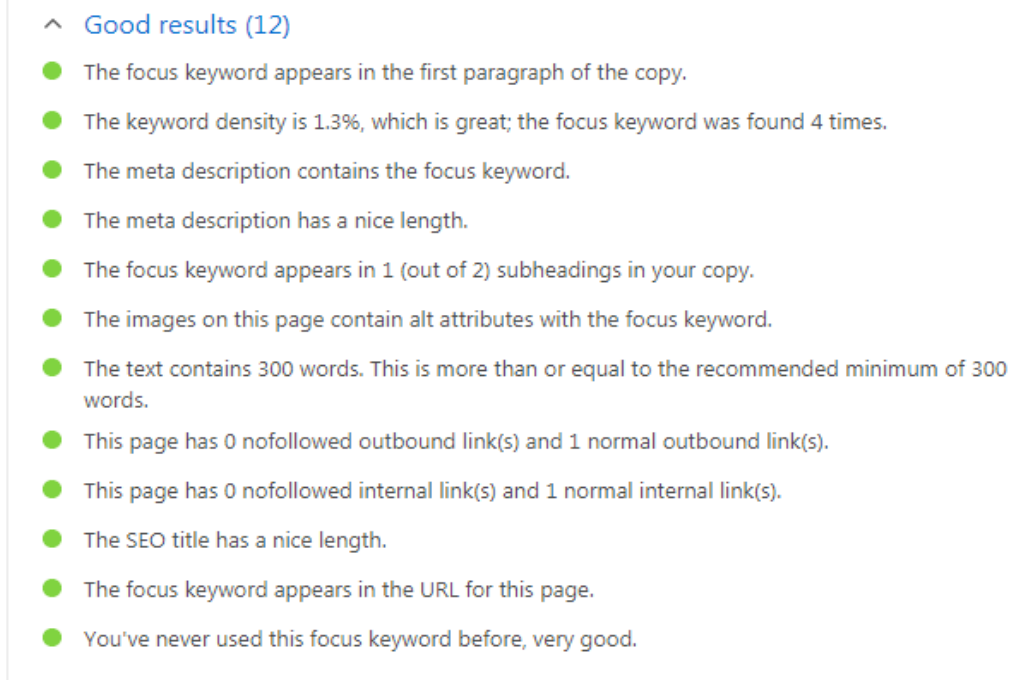 Good results (12)
The focus keyword appears in the first paragraph of the copy.
The keyword density is 1.3%, which is great; the focus keyword was found 4 times.
The meta description contains the focus keyword.
The meta description has a nice length.
The focus keyword appears in 1 (out of 2) subheadings in your copy.
The images on this page contain alt attributes with the focus keyword.
The text contains 300 words. This is more than or equal to the recommended minimum of 300
words.
This page has 0 nofollowed outbound link(s) and 1 normal outbound link(s).
This page has 0 nofollowed internal link(s) and 1 normal internal link(s).
The SEO title has a nice length.
The focus keyword appears in the URL for this page.
You've never used this focus keyword before, very good.